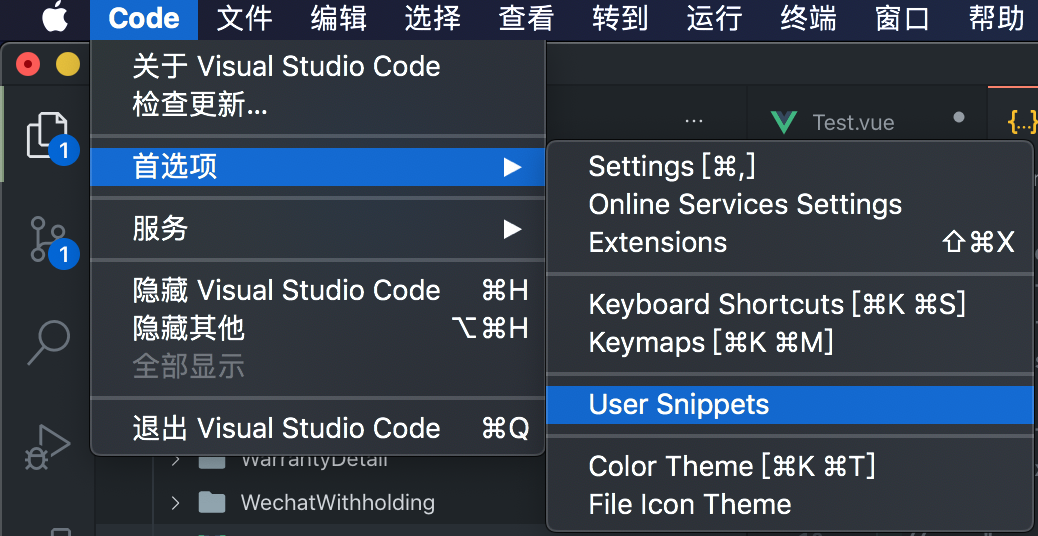 Code 文件 编辑 选择 查看 转到 运行 终端 窗口 帮助
关于 Visual Studio Code
检查更新...
首选项
服务
隐藏 Visual Studio Code ⌘H
隐藏其他 ⌥⌘H
全部显示
退出 Visual Studio Code ⌘Q
... Test.vue {..}
Settings [⌘,]
Online Services Settings
Extensions ⇧⌘X
Keyboard Shortcuts [⌘K ⌘S]
Keymaps [⌘K ⌘M]
User Snippets
Color Theme [⌘K ⌘T]
File Icon Theme
1
1
WarrantyDetail
WechatWithholding